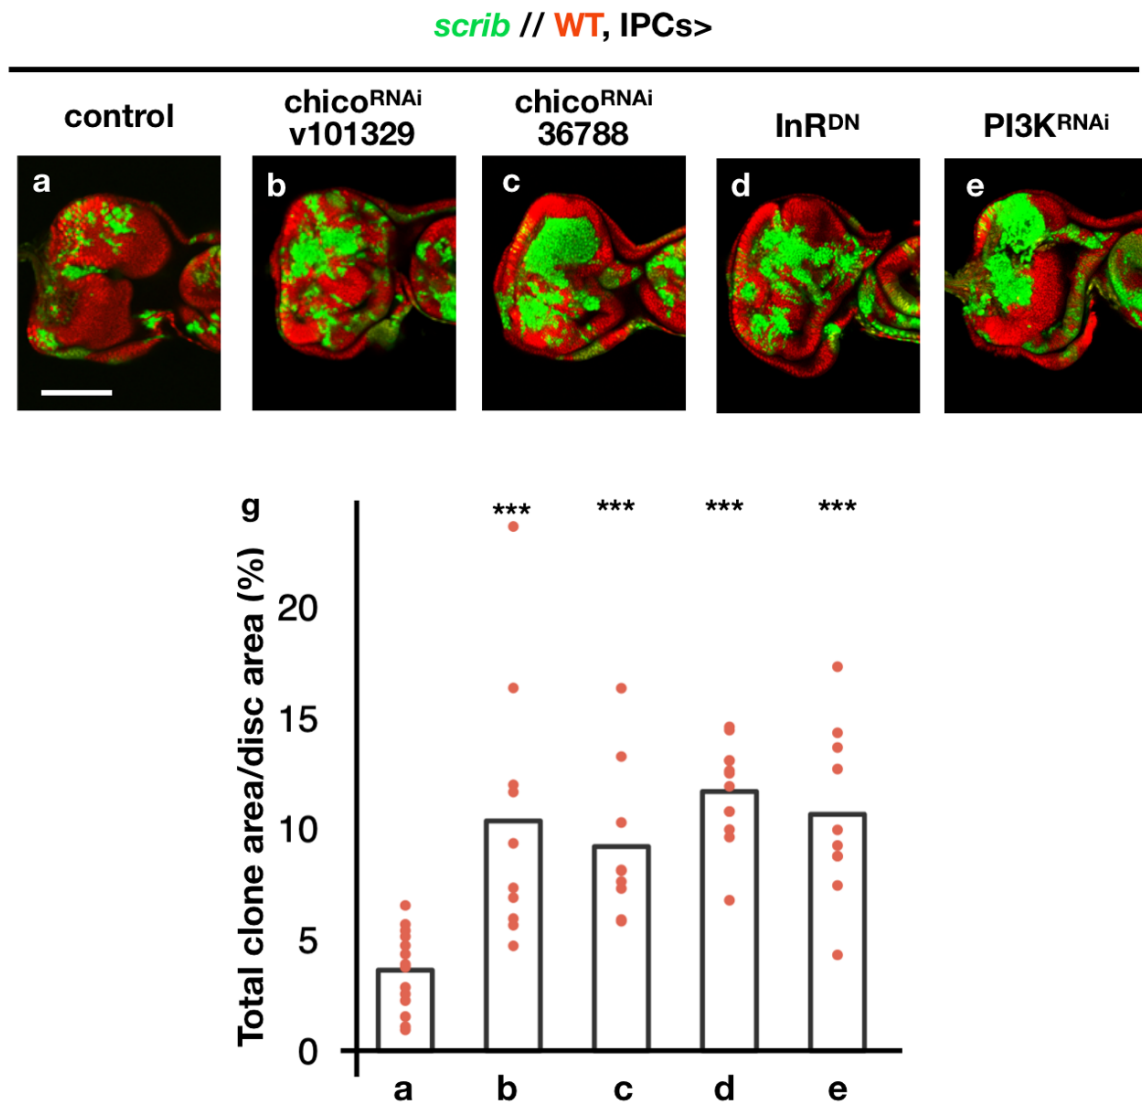 scrib // WT, IPCs>
control
chicoRNAi
v101329
chicoRNAi
36788
InRDN
PI3KRNAi
a
b
c
d
e
g
Total clone area/disc area (%)
*** *** *** ***
20
15
10
5
0
a b c d e